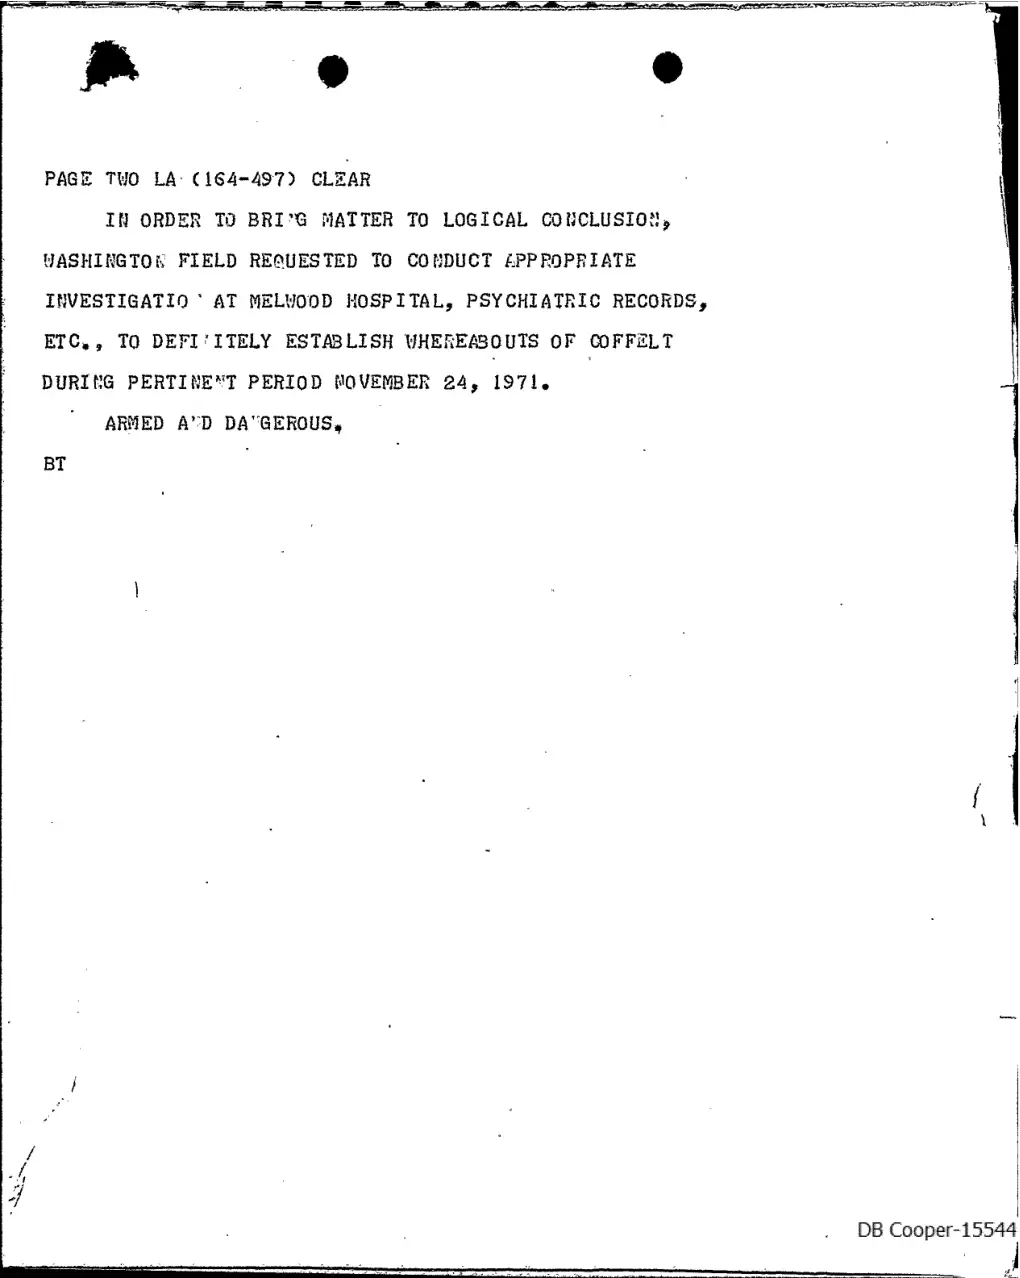 PAGE TWO LA (164-497) CLEAR
IN ORDER TO BRI'G MATTER TO LOGICAL CONCLUSION,
WASHINGTON FIELD REQUESTED TO CONDUCT APPROPRIATE
INVESTIGATIO ' AT MELWOOD HOSPITAL, PSYCHIATRIC RECORDS,
ETC., TO DEFI'ITELY ESTABLISH WHEREABOUTS OF COFFELT
DURING PERTINENT PERIOD NOVEMBER 24, 1971.
ARMED A'D DA'GEROUS.
BT
DB Cooper-15544